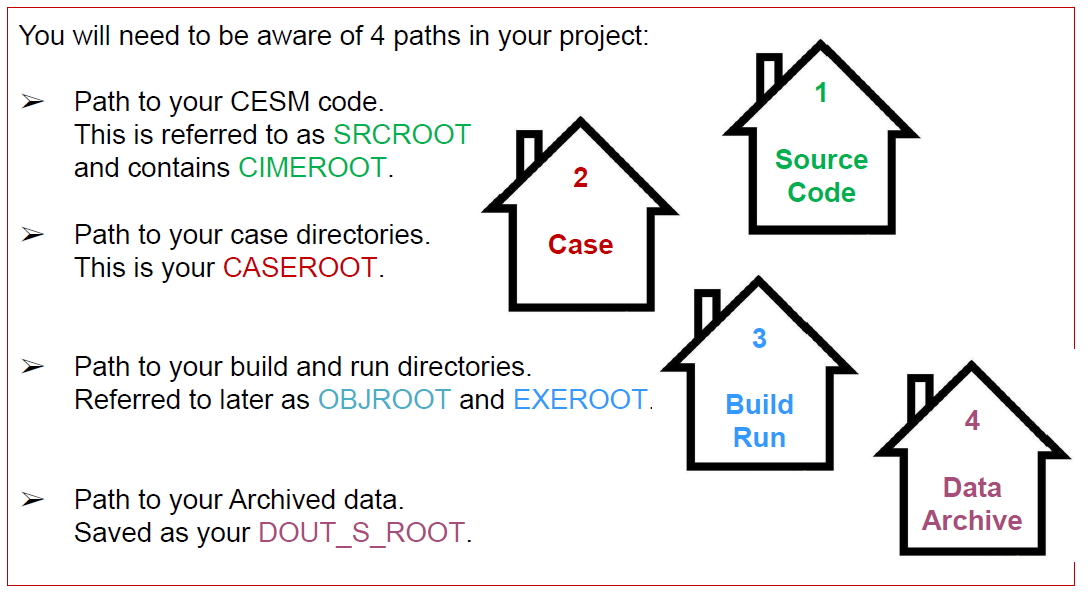 You will need to be aware of 4 paths in your project:
➢ Path to your CESM code.
This is referred to as SRCROOT
and contains CIMEROOT.
➢ Path to your case directories.
This is your CASEROOT.
➢ Path to your build and run directories.
Referred to later as OBJROOT and EXEROOT.
➢ Path to your Archived data.
Saved as your DOUT_S_ROOT.
1
Source
Code
2
Case
3
Build
Run
4
Data
Archive